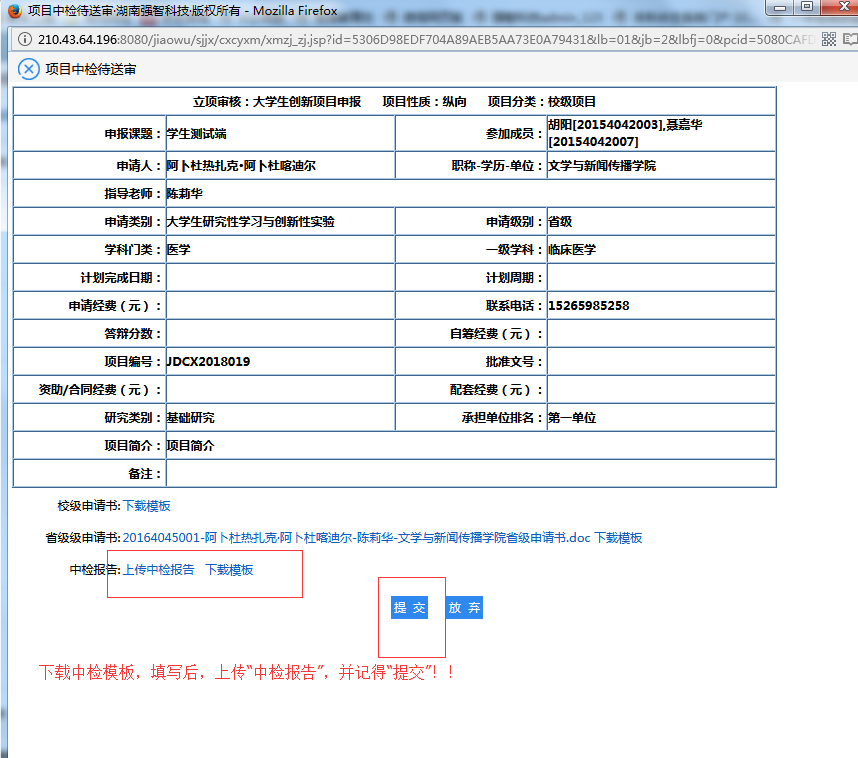 项目中检待送审·湖南强智科技·版权所有 - Mozilla Firefox
210.43.64.196:8080/jiaowu/sjjx/cxcyxm/xmzj_zj.jsp?id=5306D98EDF704A89AEB5AA73E0A79431&lb=01&jb=2&lbfj=0&pcid=5080CAFD
项目中检待送审
立项审核：大学生创新项目申报 项目性质：纵向 项目分类：校级项目
申报课题： 学生测试端 参加成员： 胡阳[20154042003],聂嘉华
[20154042007]
申请人： 阿卜杜热扎克·阿卜杜喀迪尔 职称-学历-单位： 文学与新闻传播学院
指导老师： 陈莉华
申请类别： 大学生研究性学习与创新性实验 申请级别： 省级
学科门类： 医学 一级学科： 临床医学
计划完成日期： 计划周期：
申请经费（元）： 联系电话： 15265985258
答辩分数： 自筹经费（元）：
项目编号： JDCX2018019 批准文号：
资助/合同经费（元）： 配套经费（元）：
研究类别： 基础研究 承担单位排名： 第一单位
项目简介： 项目简介
备注：
校级申请书: 下载模板
省级级申请书: 20164045001-阿卜杜热扎克·阿卜杜喀迪尔-陈莉华-文学与新闻传播学院省级申请书.doc 下载模板
中检报告: 上传中检报告 下载模板
提 交 放 弃
下载中检模板，填写后，上传“中检报告”，并记得“提交”！！